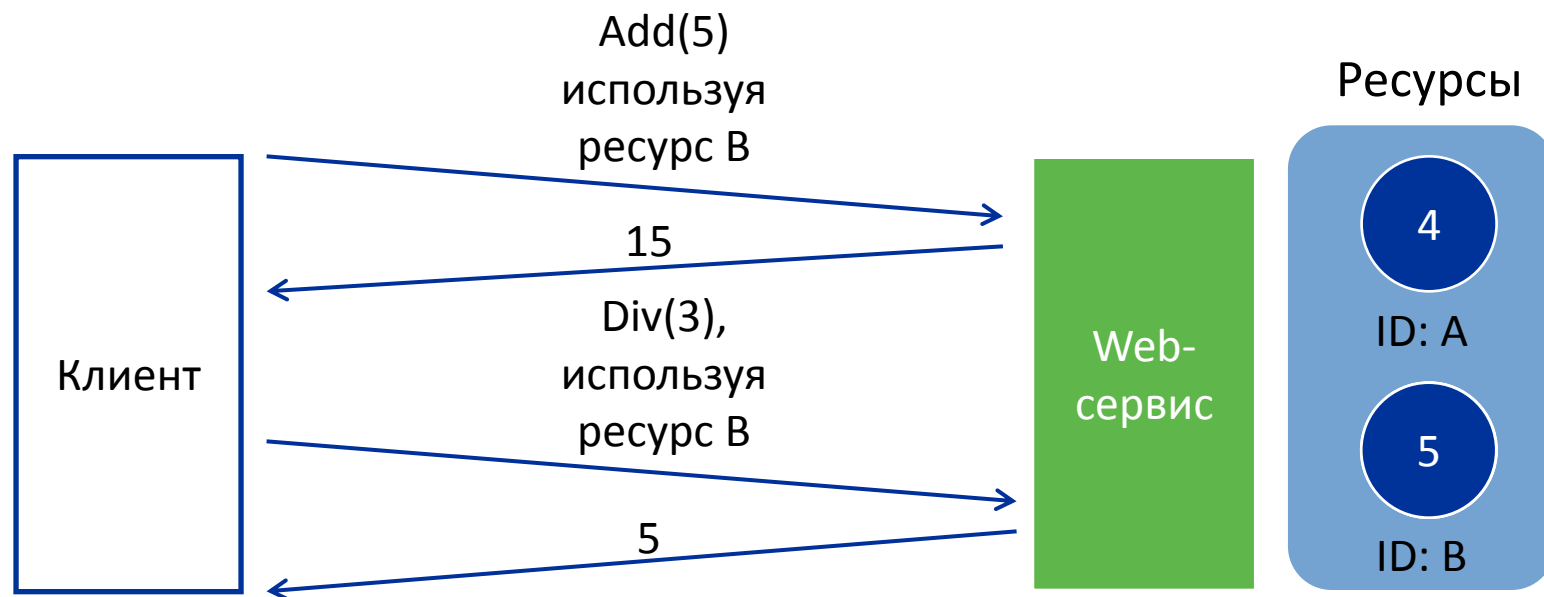 Add(5)
используя
ресурс B
15
Div(3),
используя
ресурс B
5
Клиент
Web-
сервис
Ресурсы
4
ID: A
5
ID: B